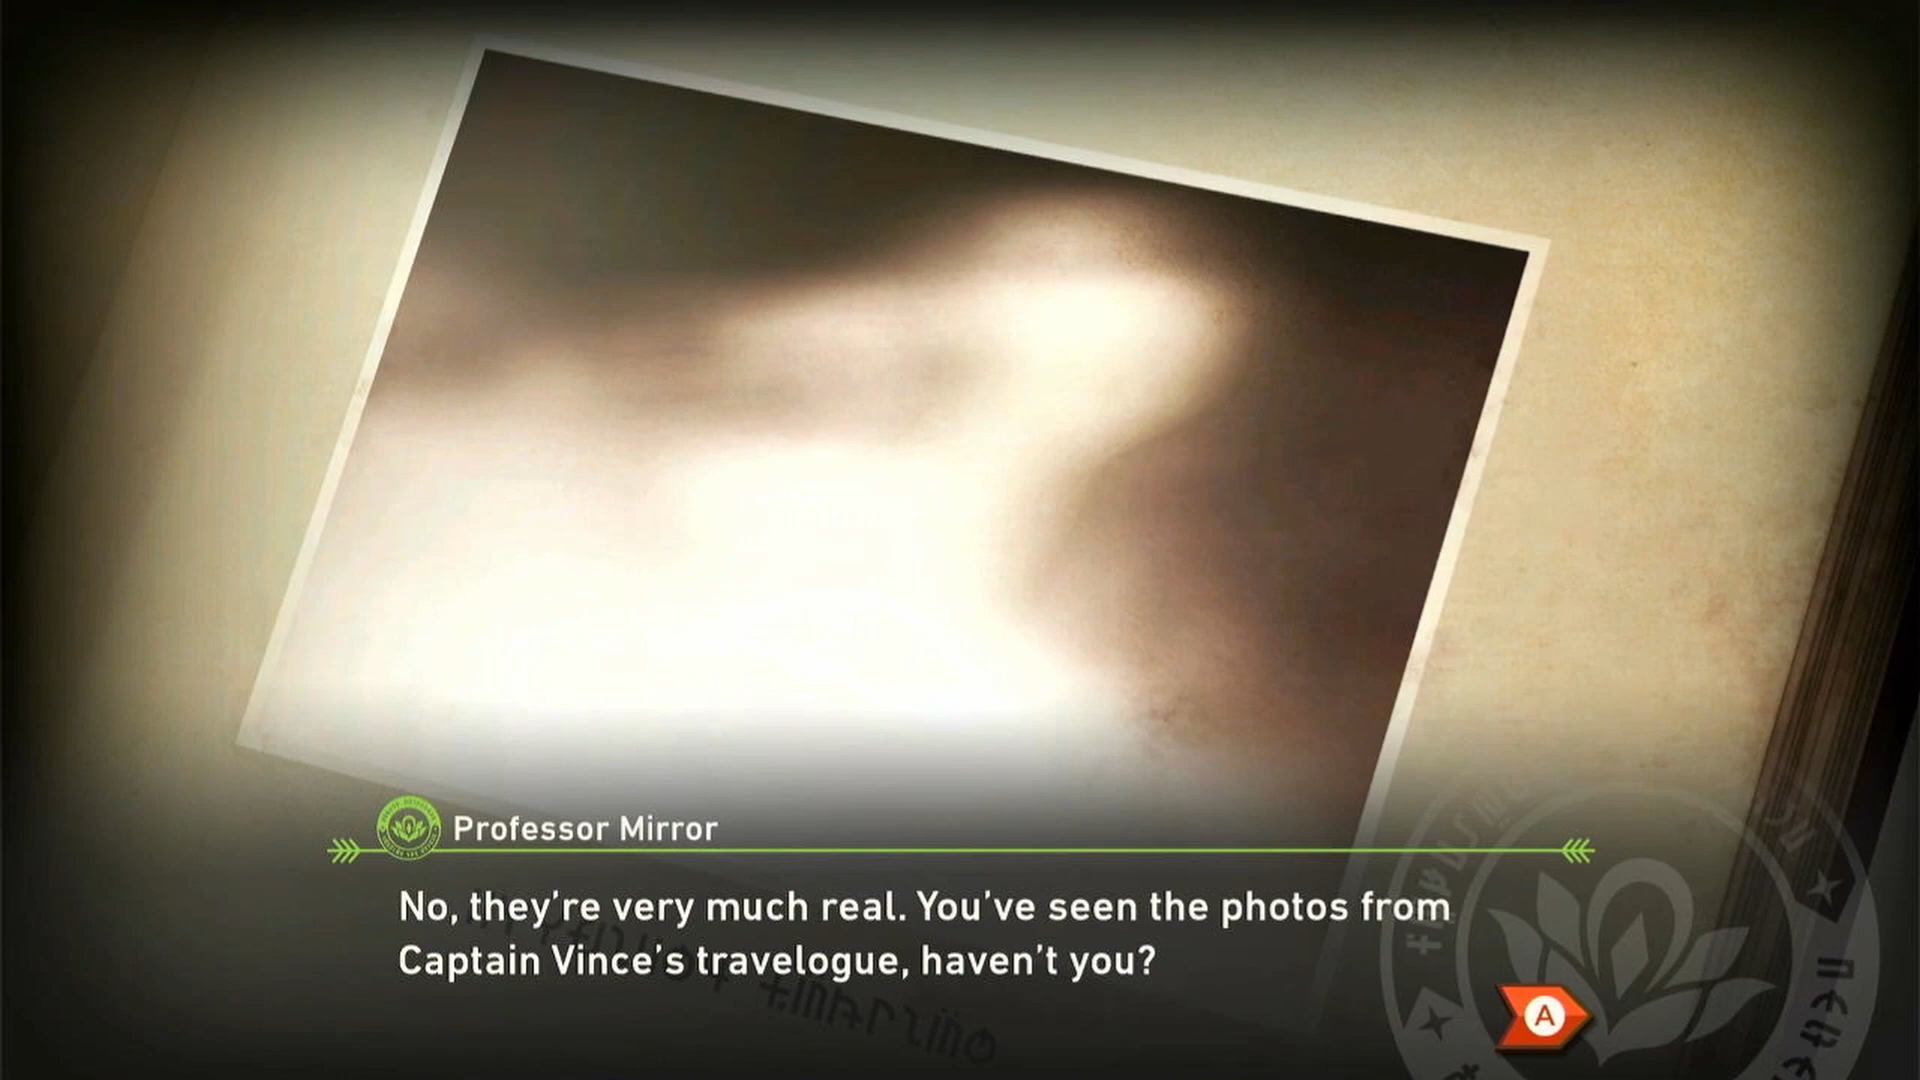 Professor Mirror
No, they're very much real. You've seen the photos from
Captain Vince's travelogue, haven't you?
A